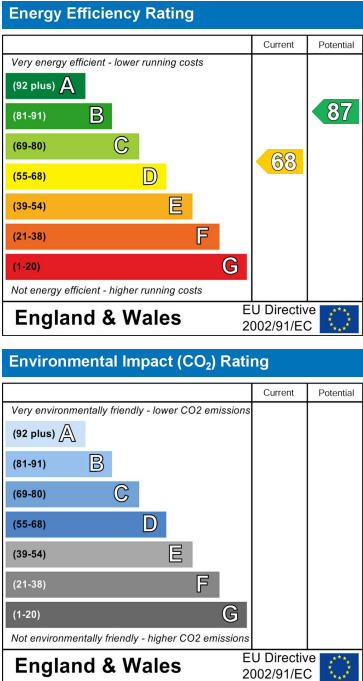 Energy Efficiency Rating
Current Potential
Very energy efficient - lower running costs
(92 plus) A
(81-91) B
87
(69-80) C
68
(55-68) D
(39-54) E
(21-38) F
(1-20) G
Not energy efficient - higher running costs
England & Wales
EU Directive
2002/91/EC
Environmental Impact (CO₂) Rating
Current Potential
Very environmentally friendly - lower CO2 emissions
(92 plus) A
(81-91) B
(69-80) C
(55-68) D
(39-54) E
(21-38) F
(1-20) G
Not environmentally friendly - higher CO2 emissions
England & Wales
EU Directive
2002/91/EC